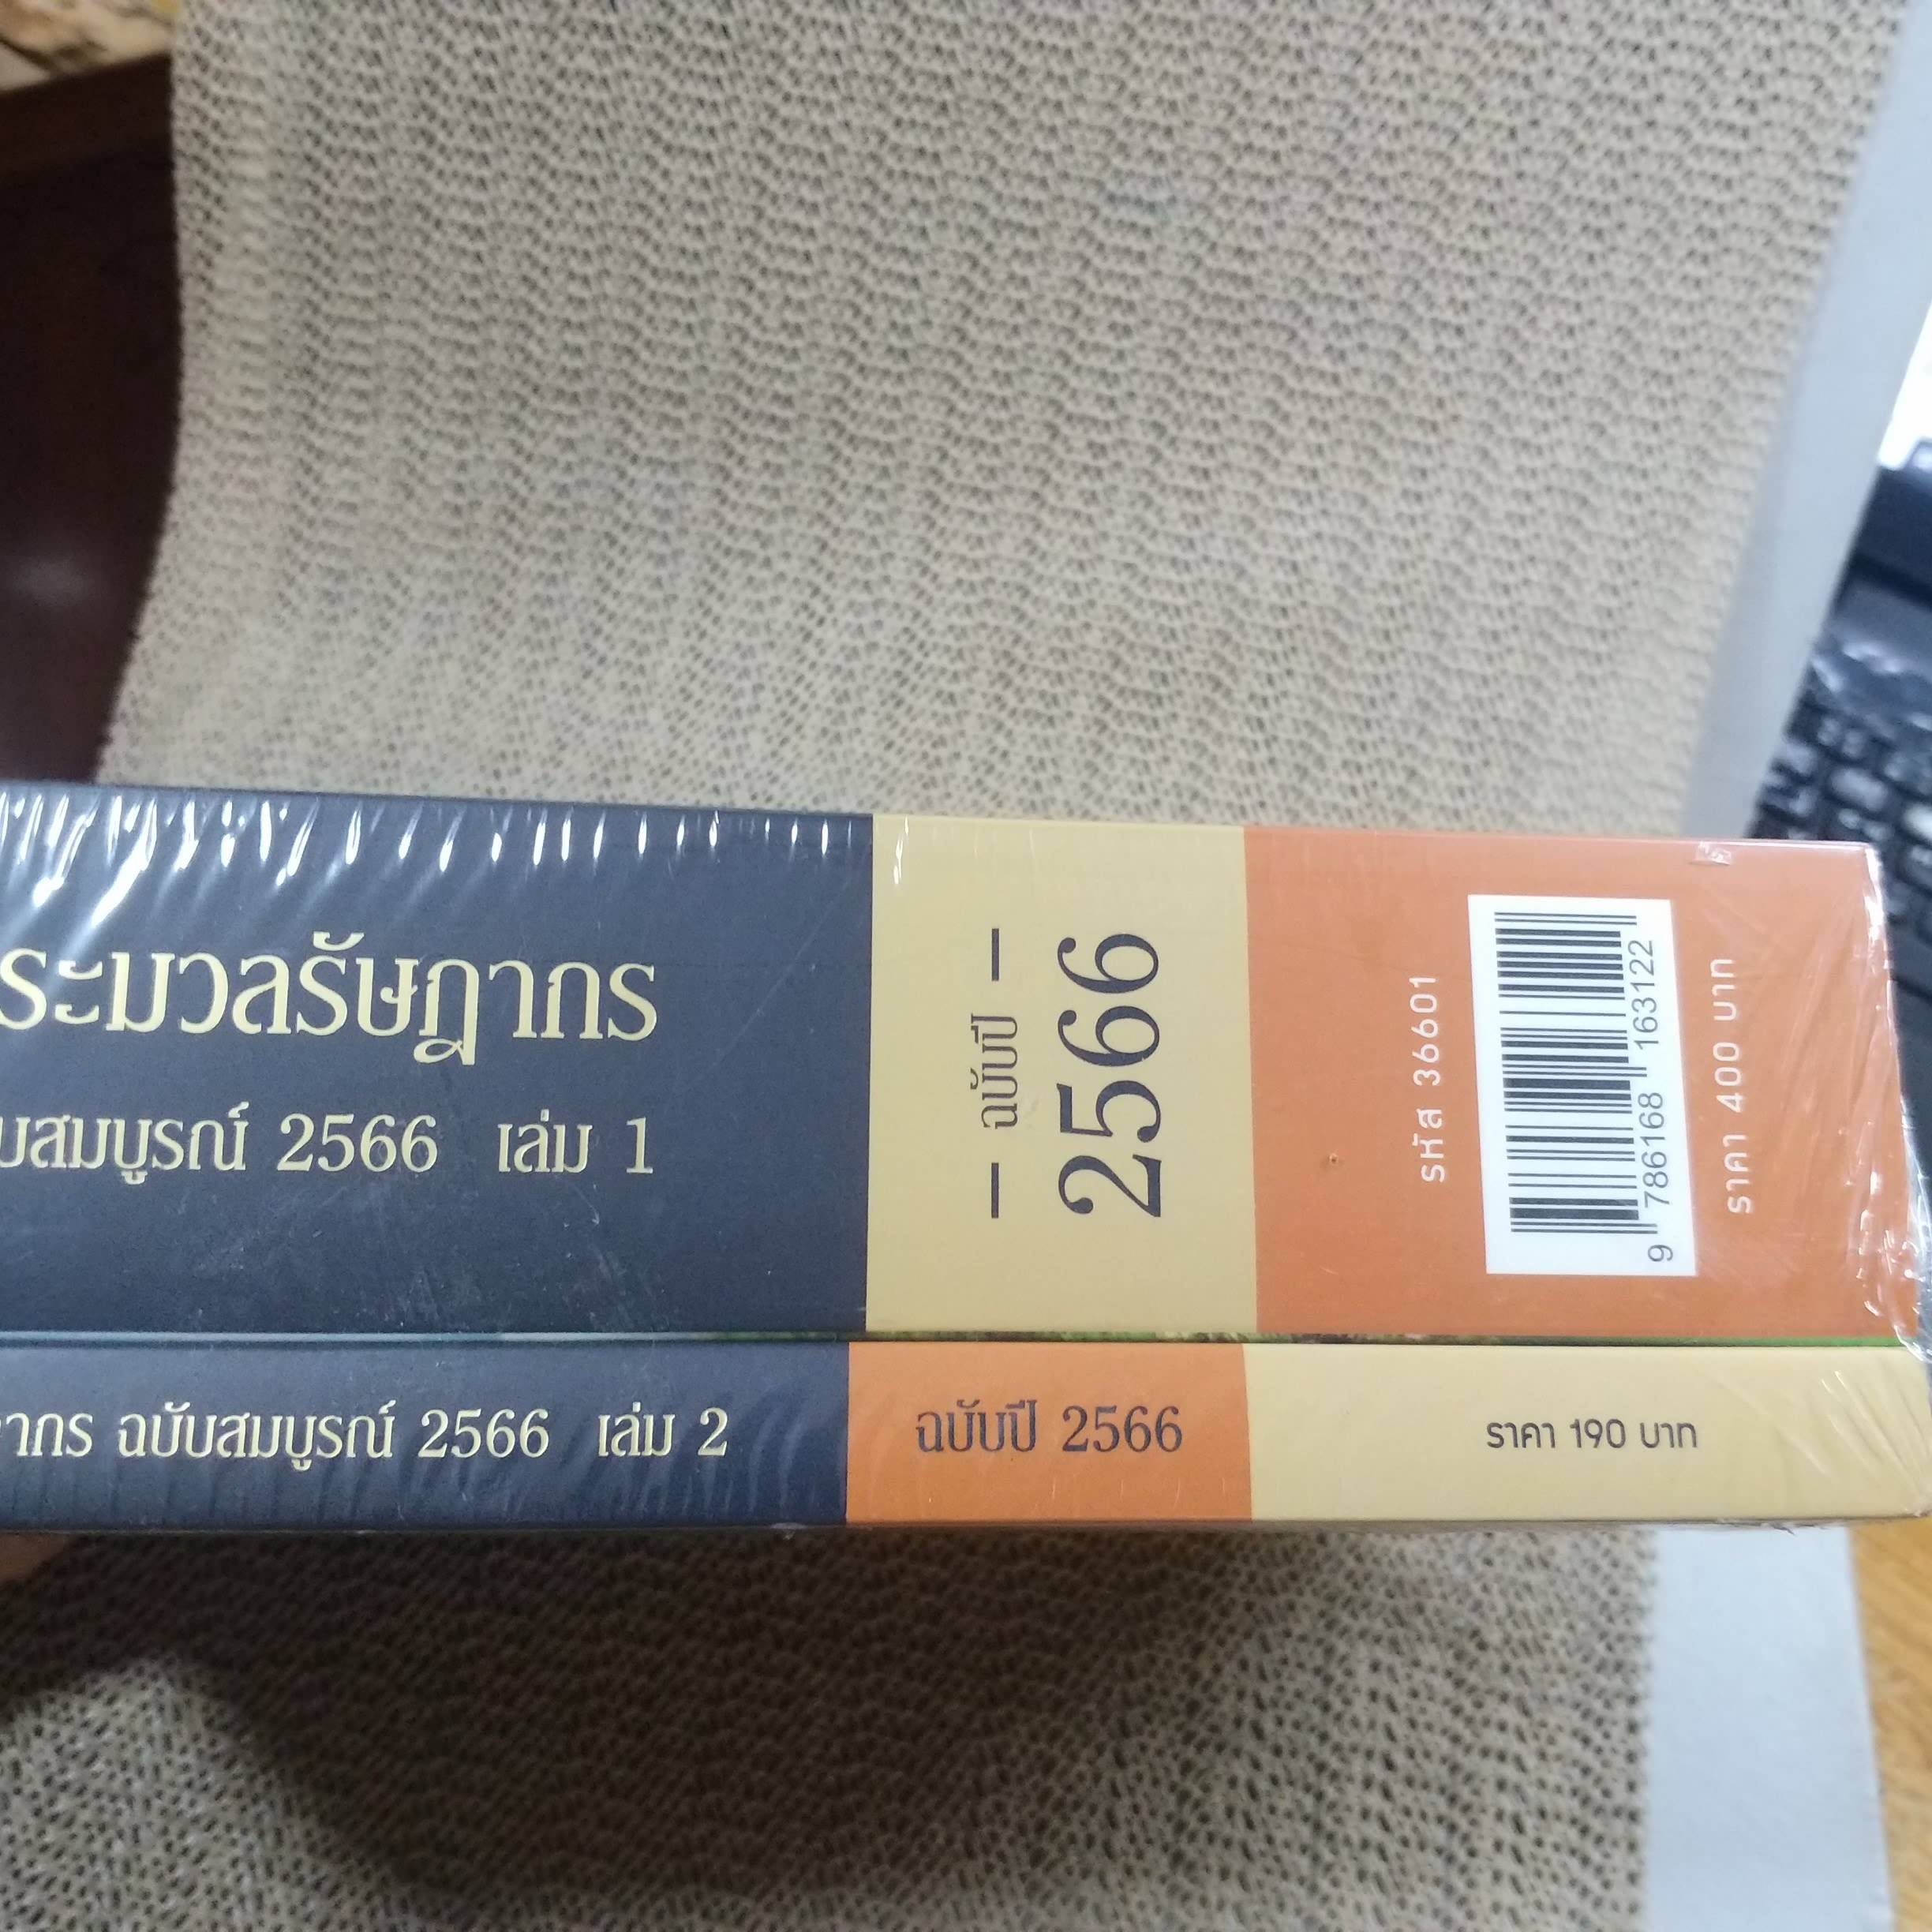 ระมวลรัษฎากร
บสมบูรณ์ 2566 เล่ม 1
— ฉบับปี —
2566
รหัส 36601
9 786168 163122
ราคา 400 บาท
ากร ฉบับสมบูรณ์ 2566 เล่ม 2
ฉบับปี 2566
ราคา 190 บาท